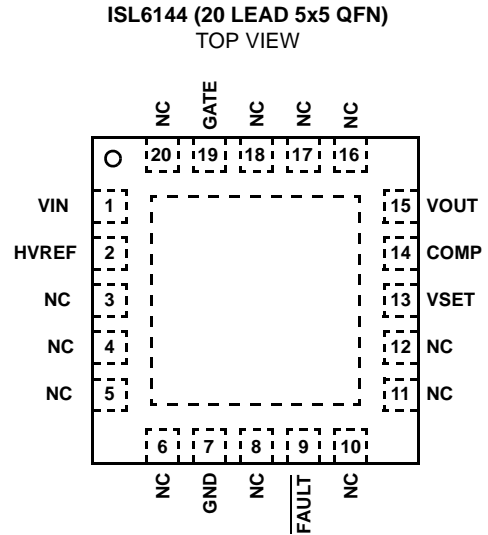 ISL6144 (20 LEAD 5x5 QFN)
TOP VIEW
NC GATE NC NC NC
20 19 18 17 16
VIN 1 15 VOUT
HVREF 2 14 COMP
NC 3 13 VSET
NC 4 12 NC
NC 5 11 NC
6 7 8 9 10
NC GND NC FAULT NC